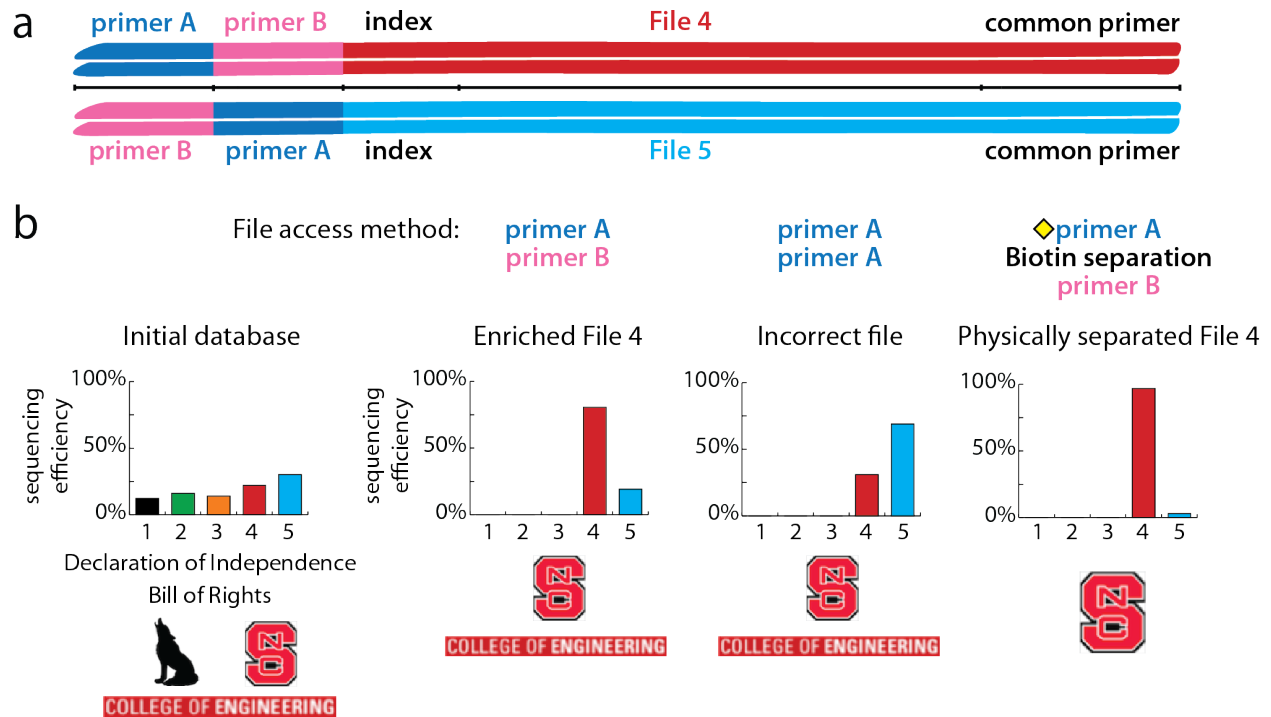 a
primer A primer B index File 4 common primer
primer B primer A index File 5 common primer
b
File access method:
primer A
primer B
primer A
primer A
primer A
Biotin separation
primer B
Initial database
Enriched File 4
Incorrect file
Physically separated File 4
sequencing
efficiency
100%
50%
0%
1 2 3 4 5
sequencing
efficiency
100%
50%
0%
1 2 3 4 5
100%
50%
0%
1 2 3 4 5
100%
50%
0%
1 2 3 4 5
Declaration of Independence
Bill of Rights
NCS
COLLEGE OF ENGINEERING
NCS
COLLEGE OF ENGINEERING
NCS
COLLEGE OF ENGINEERING
NCS